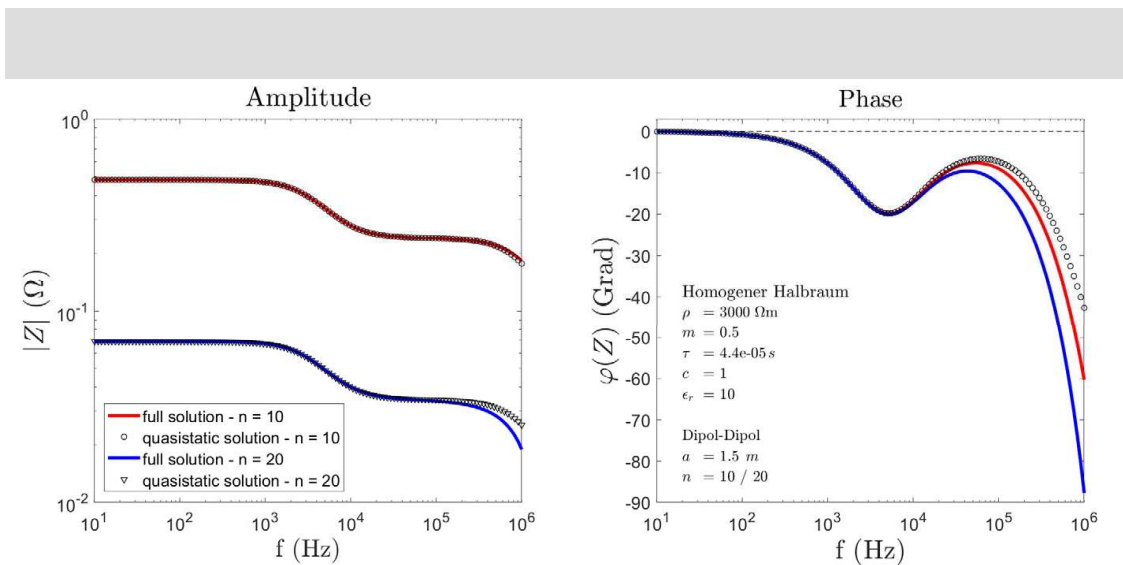 Amplitude
10^0
10^-1
10^-2
|Z| (Ω)
10^1 10^2 10^3 10^4 10^5 10^6
f (Hz)
full solution - n = 10
quasistatic solution - n = 10
full solution - n = 20
quasistatic solution - n = 20
Phase
0
-10
-20
-30
-40
-50
-60
-70
-80
-90
φ(Z) (Grad)
10^1 10^2 10^3 10^4 10^5 10^6
f (Hz)
Homogener Halbraum
ρ = 3000 Ωm
m = 0.5
τ = 4.4e-05 s
c = 1
ϵ_r = 10
Dipol-Dipol
a = 1.5 m
n = 10 / 20